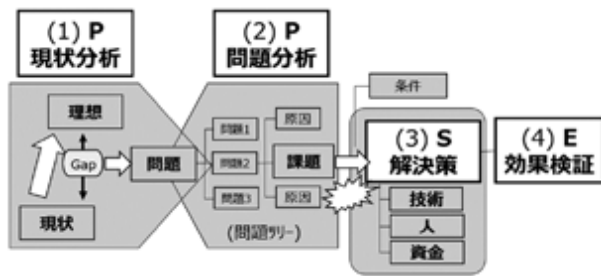 (1) P
現状分析
(2) P
問題分析
理想
Gap
現状
問題
問題1
問題2
問題3
原因
課題
原因
(問題ツリー)
条件
(3) S
解決策
技術
人
資金
(4) E
効果検証